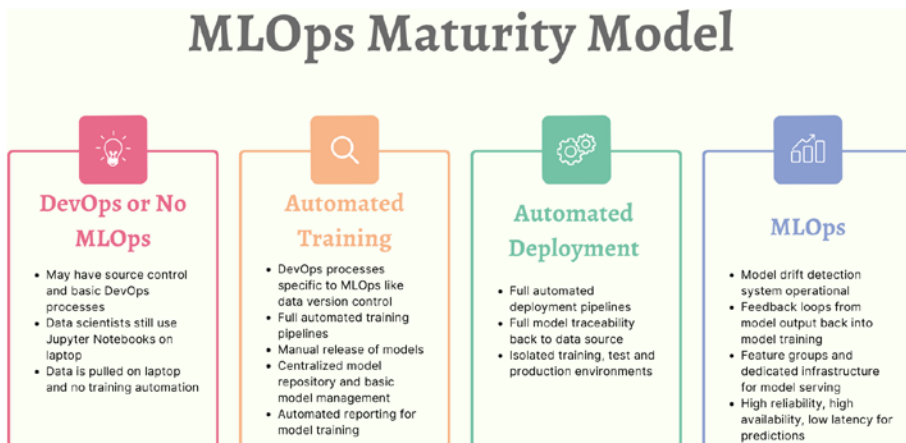 MLOps Maturity Model
DevOps or No
MLOps
• May have source control
and basic DevOps
processes
• Data scientists still use
Jupyter Notebooks on
laptop
• Data is pulled on laptop
and no training automation
Automated
Training
• DevOps processes
specific to MLOps like
data version control
• Full automated training
pipelines
• Manual release of models
• Centralized model
repository and basic
model management
• Automated reporting for
model training
Automated
Deployment
• Full automated
deployment pipelines
• Full model traceability
back to data source
• Isolated training, test and
production environments
MLOps
• Model drift detection
system operational
• Feedback loops from
model output back into
model training
• Feature groups and
dedicated infrastructure
for model serving
• High reliability, high
availability, low latency for
predictions